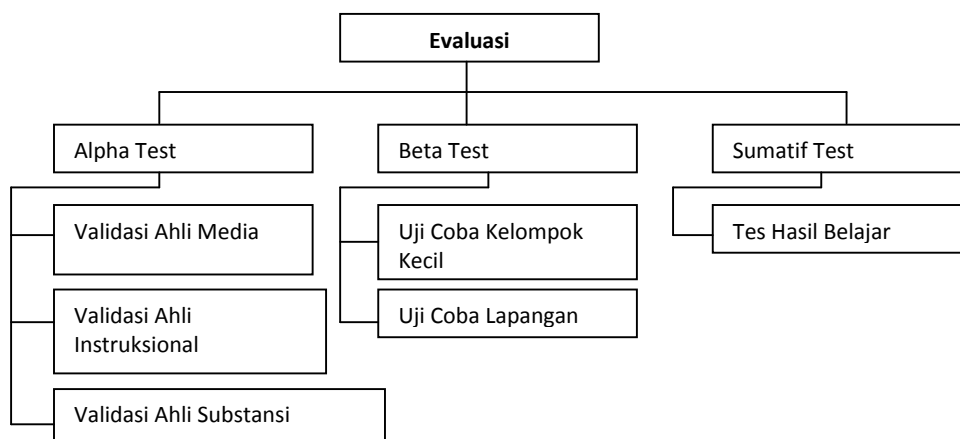 Evaluasi
Alpha Test
Beta Test
Sumatif Test
Validasi Ahli Media
Uji Coba Kelompok
Kecil
Tes Hasil Belajar
Validasi Ahli
Instruksional
Uji Coba Lapangan
Validasi Ahli Substansi